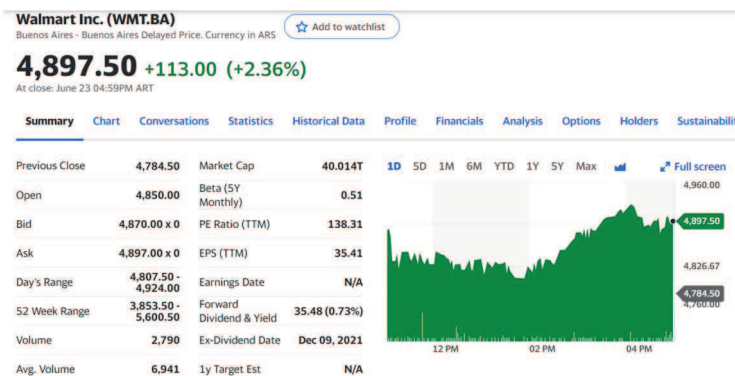 Walmart Inc. (WMT.BA)
Add to watchlist
Buenos Aires - Buenos Aires Delayed Price. Currency in ARS
4,897.50 +113.00 (+2.36%)
At close: June 23 04:59PM ART
Summary Chart Conversations Statistics Historical Data Profile Financials Analysis Options Holders Sustainabili
Previous Close 4,784.50
Open 4,850.00
Bid 4,870.00 x 0
Ask 4,897.00 x 0
Day's Range 4,807.50 -
4,924.00
52 Week Range 3,853.50 -
5,600.50
Volume 2,790
Avg. Volume 6,941
Market Cap 40.014T
Beta (5Y
Monthly) 0.51
PE Ratio (TTM) 138.31
EPS (TTM) 35.41
Earnings Date N/A
Forward
Dividend & Yield 35.48 (0.73%)
Ex-Dividend Date Dec 09, 2021
1y Target Est N/A
1D 5D 1M 6M YTD 1Y 5Y Max Full screen
4,960.00
4,897.50
4,826.67
4,784.50
4,760.00
12 PM 02 PM 04 PM